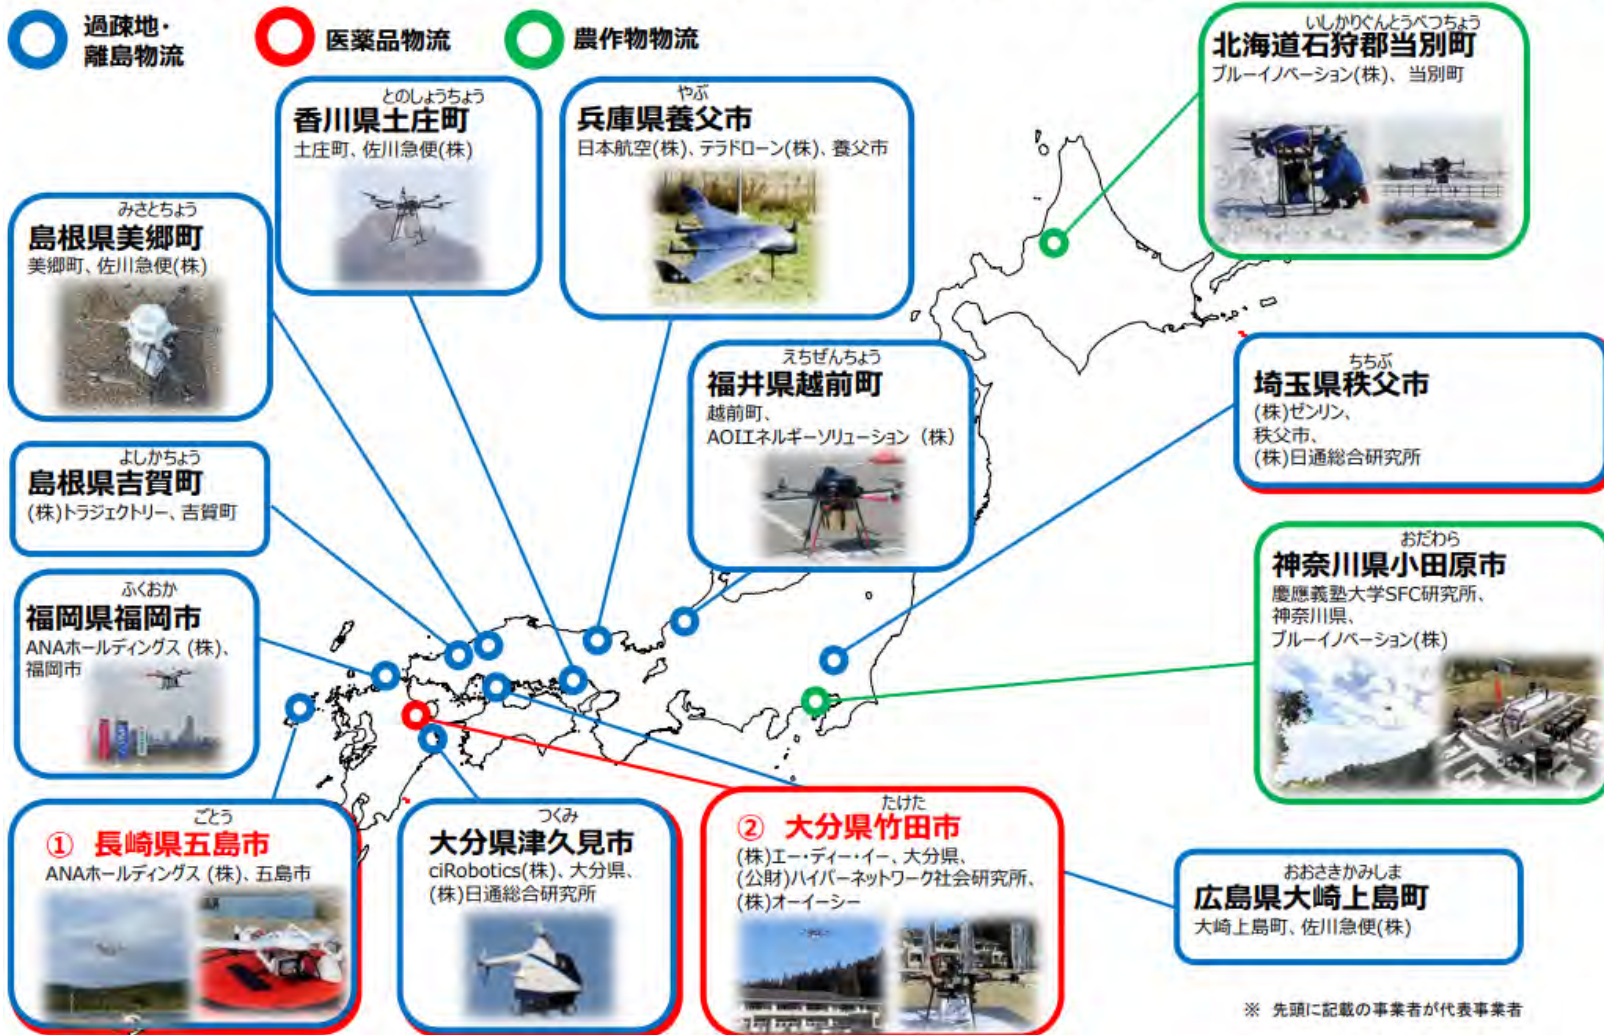 過疎地・
離島物流
医薬品物流
農作物物流
いしかりぐんとうべつちょう
北海道石狩郡当別町
ブルーイノベーション(株)、当別町
とのしょうちょう
香川県土庄町
土庄町、佐川急便(株)
やぶ
兵庫県養父市
日本航空(株)、テラドローン(株)、養父市
みさとちょう
島根県美郷町
美郷町、佐川急便(株)
えちぜんちょう
福井県越前町
越前町、
AOIエネルギーソリューション（株）
ちちぶ
埼玉県秩父市
(株)ゼンリン、
秩父市、
(株)日通総合研究所
よしかちょう
島根県吉賀町
(株)トラジェクトリー、吉賀町
おだわら
神奈川県小田原市
慶應義塾大学SFC研究所、
神奈川県、
ブルーイノベーション(株)
ふくおか
福岡県福岡市
ANAホールディングス (株)、
福岡市
ごとう
① 長崎県五島市
ANAホールディングス (株)、五島市
つくみ
大分県津久見市
ciRobotics(株)、大分県、
(株)日通総合研究所
たけた
② 大分県竹田市
(株)エー・ディー・イー、大分県、
(公財)ハイパーネットワーク社会研究所、
(株)オーイーシー
おおさきかみしま
広島県大崎上島町
大崎上島町、佐川急便(株)
※ 先頭に記載の事業者が代表事業者